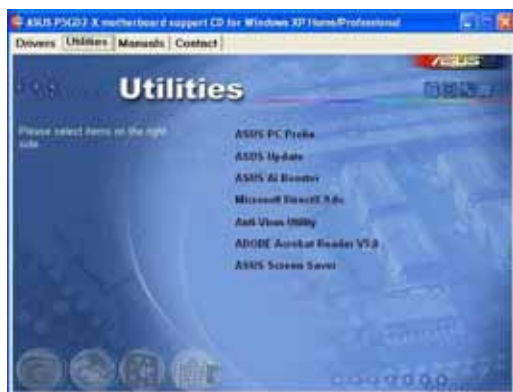 ASUS P5GD2-X motherboard support CD for Windows XP Home/Professional
Drivers Utilities Manuals Contact
ASUS
Utilities
Please select items on the right side.
ASUS PC Probe
ASUS Update
ASUS Ai Booster
Microsoft DirectX 9.0c
Anti Virus Utility
ADOBE Acrobat Reader V5.0
ASUS Screen Saver